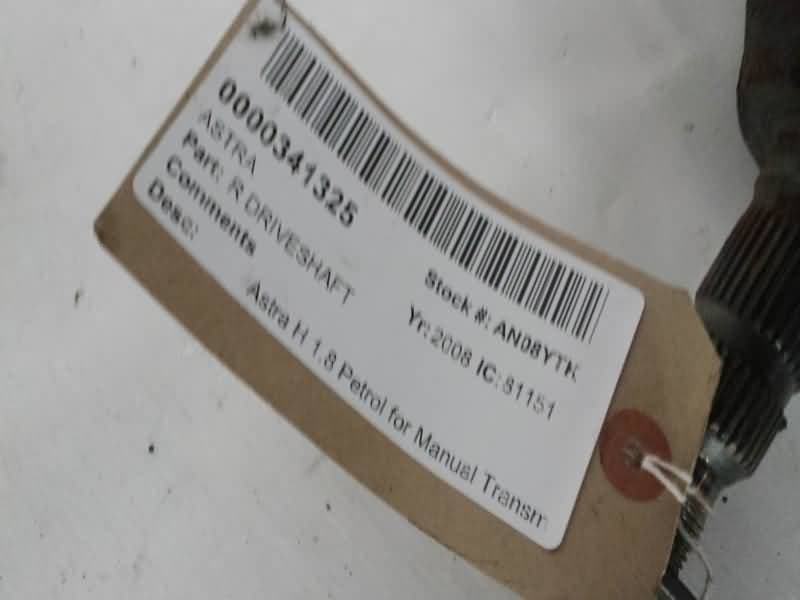 0000341325
Stock #: AN08YTK
ASTRA
Yr: 2008 IC: 81151
Part: R DRIVESHAFT
Comments
Desc:
Astra H 1.8 Petrol for Manual Transm